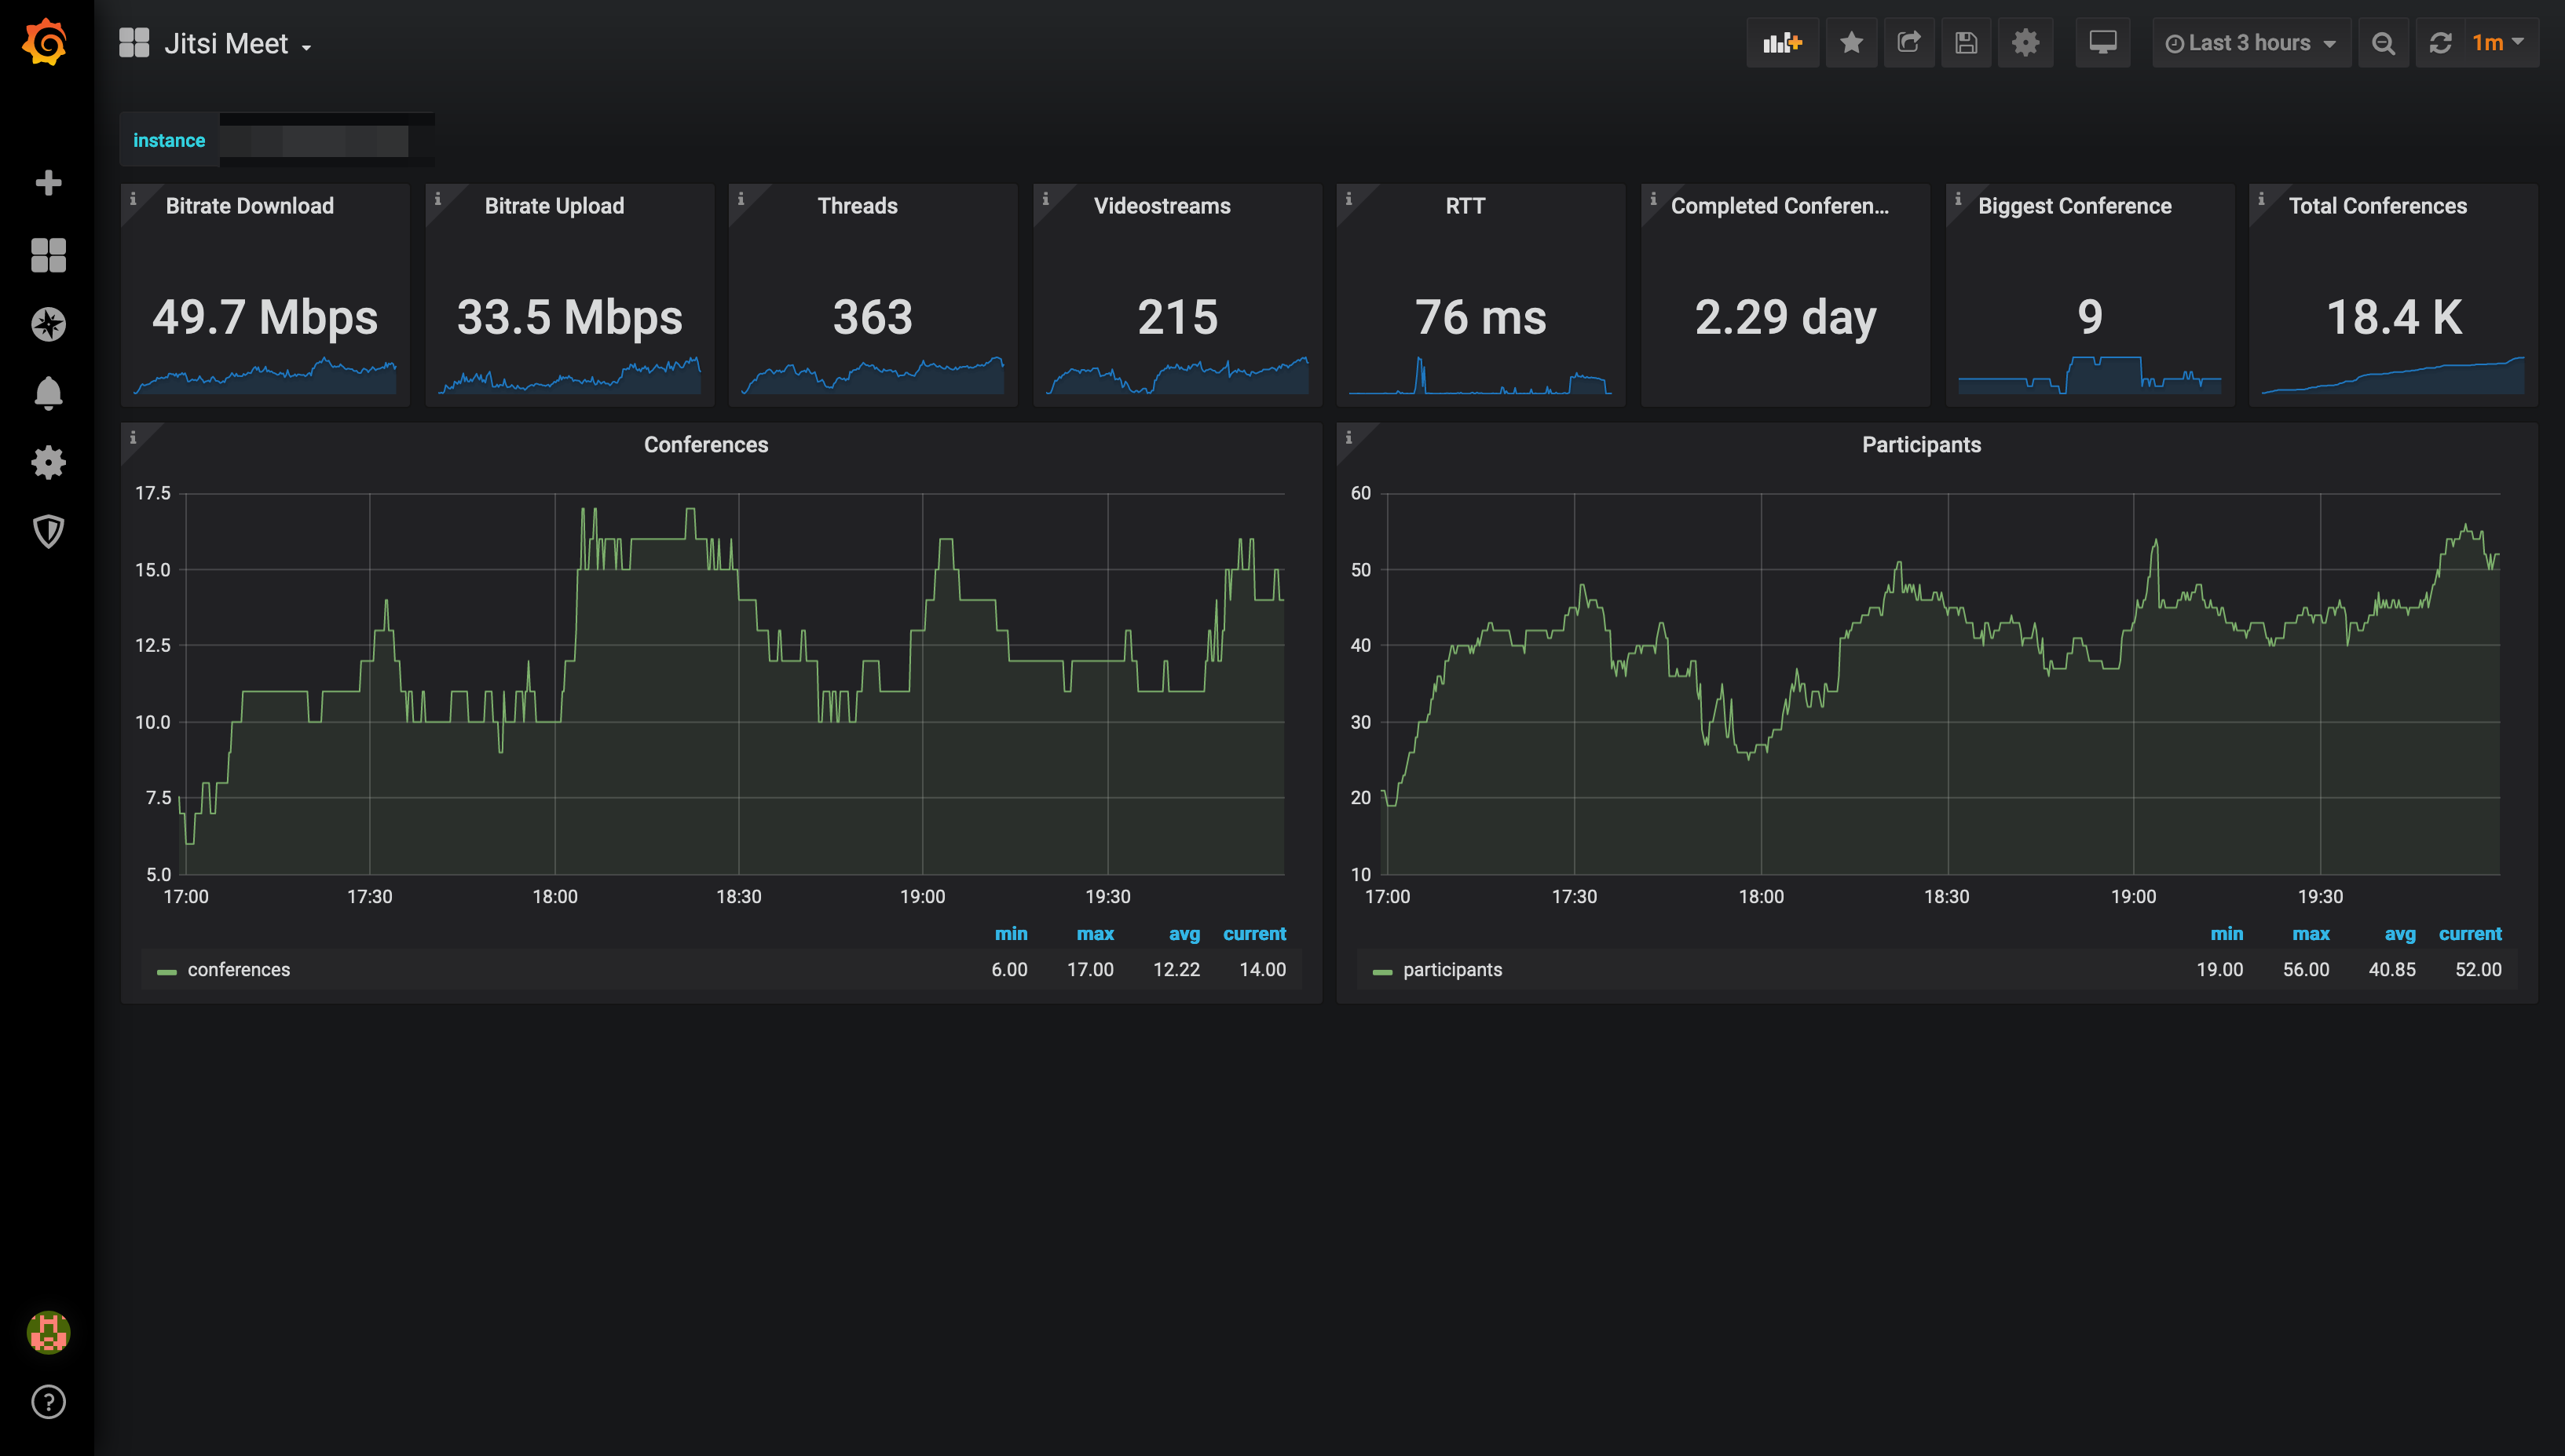 Jitsi Meet
Last 3 hours
1m
instance
Bitrate Download
Bitrate Upload
Threads
Videostreams
RTT
Completed Conferen...
Biggest Conference
Total Conferences
49.7 Mbps
33.5 Mbps
363
215
76 ms
2.29 day
9
18.4 K
Conferences
17.5
15.0
12.5
10.0
7.5
5.0
17:00 17:30 18:00 18:30 19:00 19:30
min max avg current
conferences 6.00 17.00 12.22 14.00
Participants
60
50
40
30
20
10
17:00 17:30 18:00 18:30 19:00 19:30
min max avg current
participants 19.00 56.00 40.85 52.00